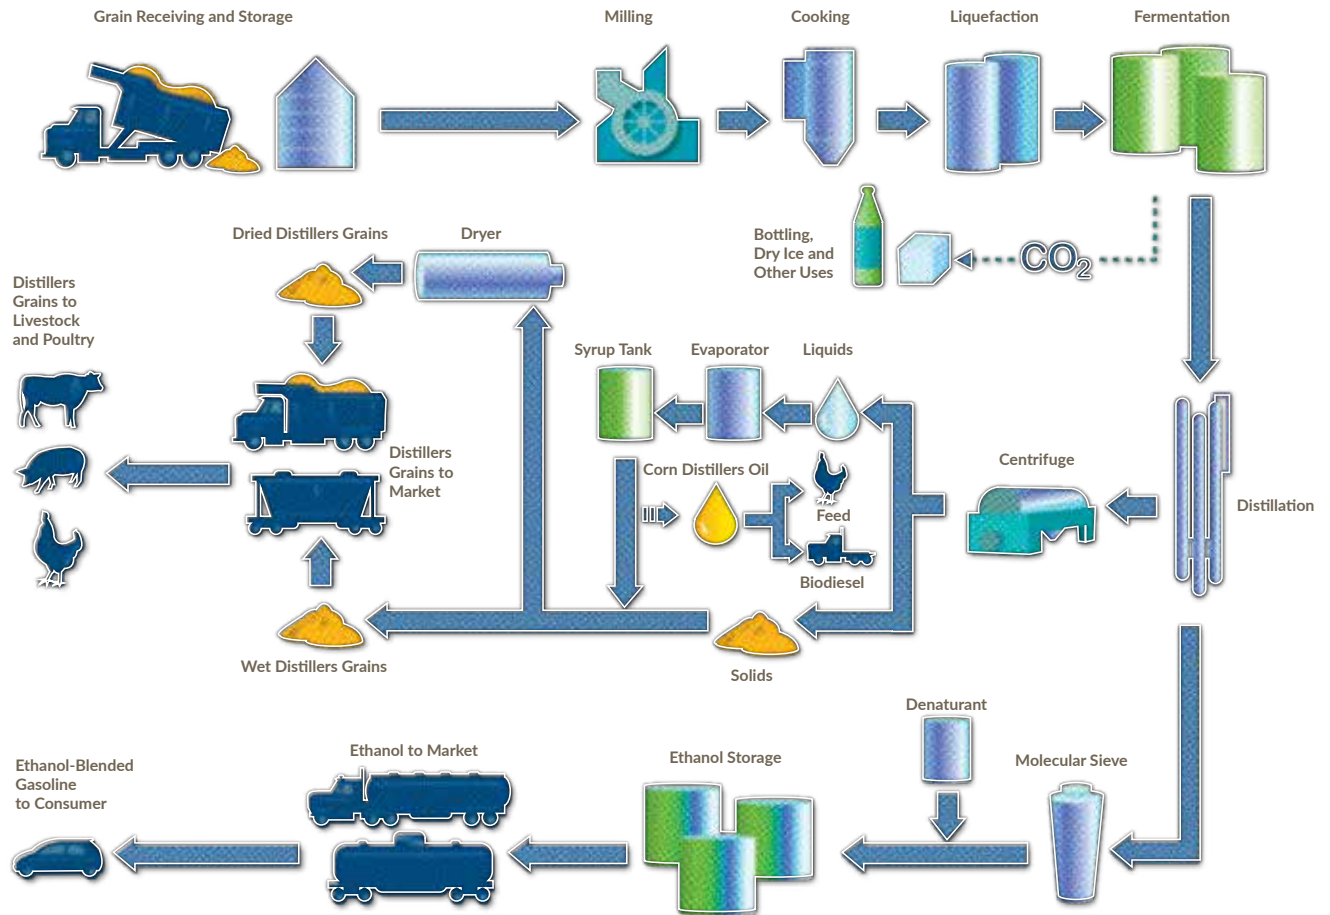 Grain Receiving and Storage
Milling
Cooking
Liquefaction
Fermentation
Bottling,
Dry Ice and
Other Uses
CO2
Dried Distillers Grains
Dryer
Distillers
Grains to
Livestock
and Poultry
Syrup Tank
Evaporator
Liquids
Distillers
Grains to
Market
Corn Distillers Oil
Feed
Biodiesel
Centrifuge
Distillation
Wet Distillers Grains
Solids
Denaturant
Ethanol-Blended
Gasoline
to Consumer
Ethanol to Market
Ethanol Storage
Molecular Sieve